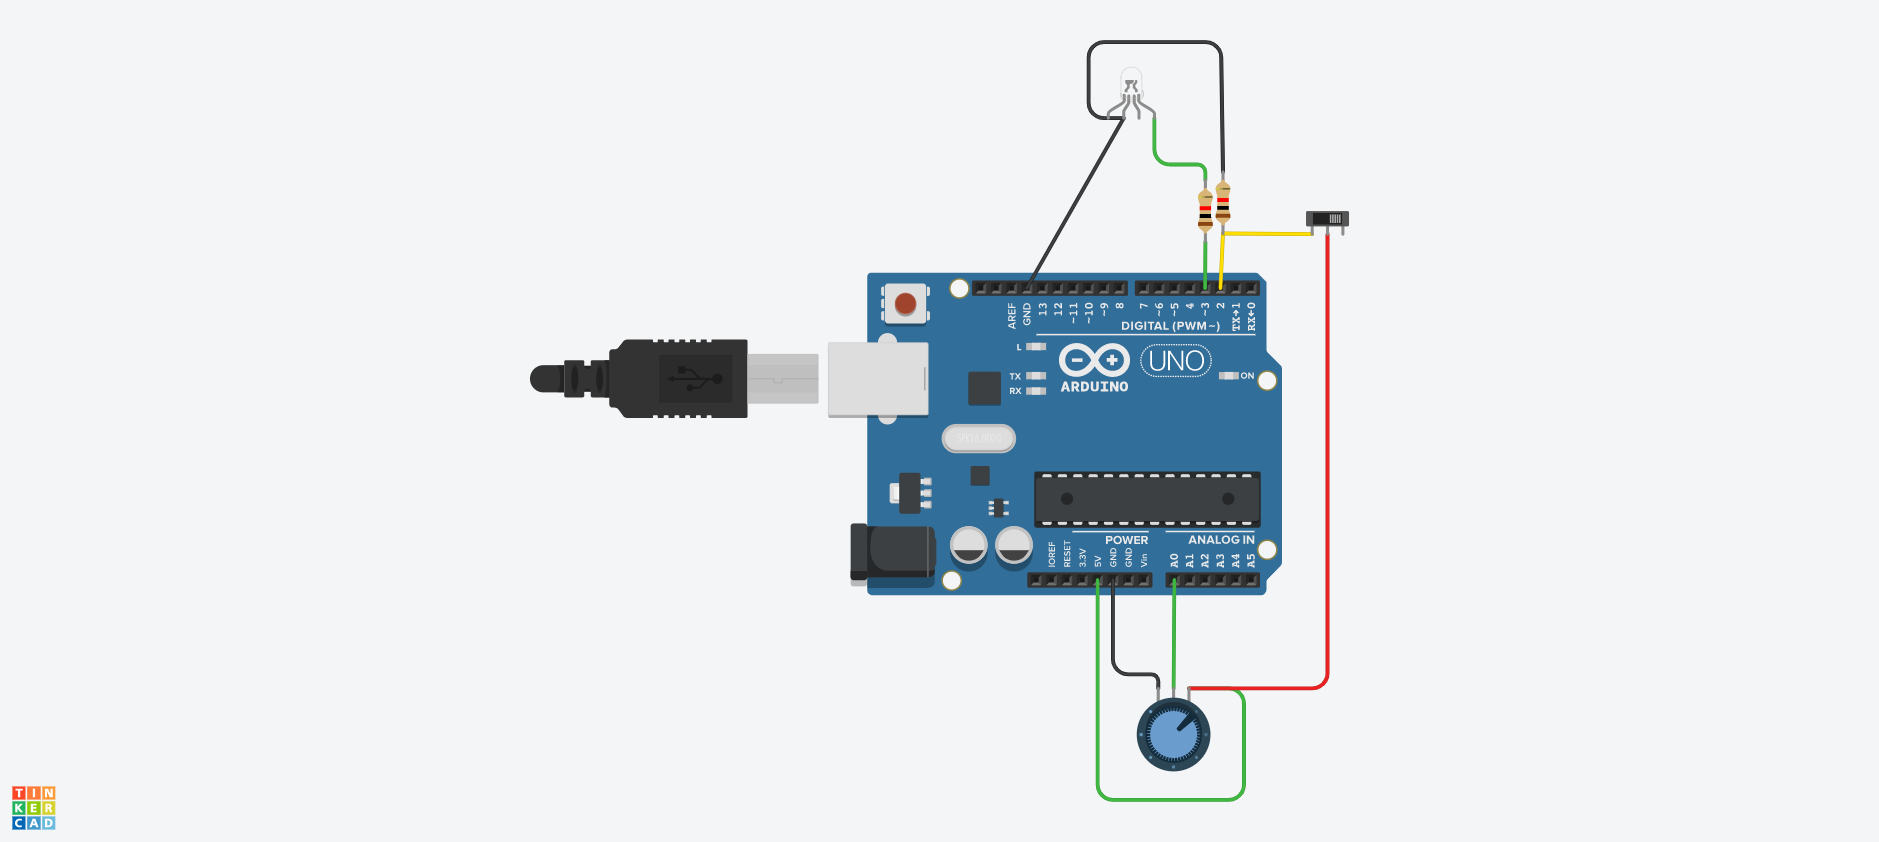 AREF
GND
13
12
~11
~10
~9
8
7
~6
~5
4
~3
2
TX→1
RX←0
DIGITAL (PWM~)
L
TX
RX
ARDUINO
UNO
ON
SPK16.000G
IOREF
RESET
3.3V
5V
GND
GND
Vin
POWER
ANALOG IN
A0
A1
A2
A3
A4
A5
TIN
KER
CAD